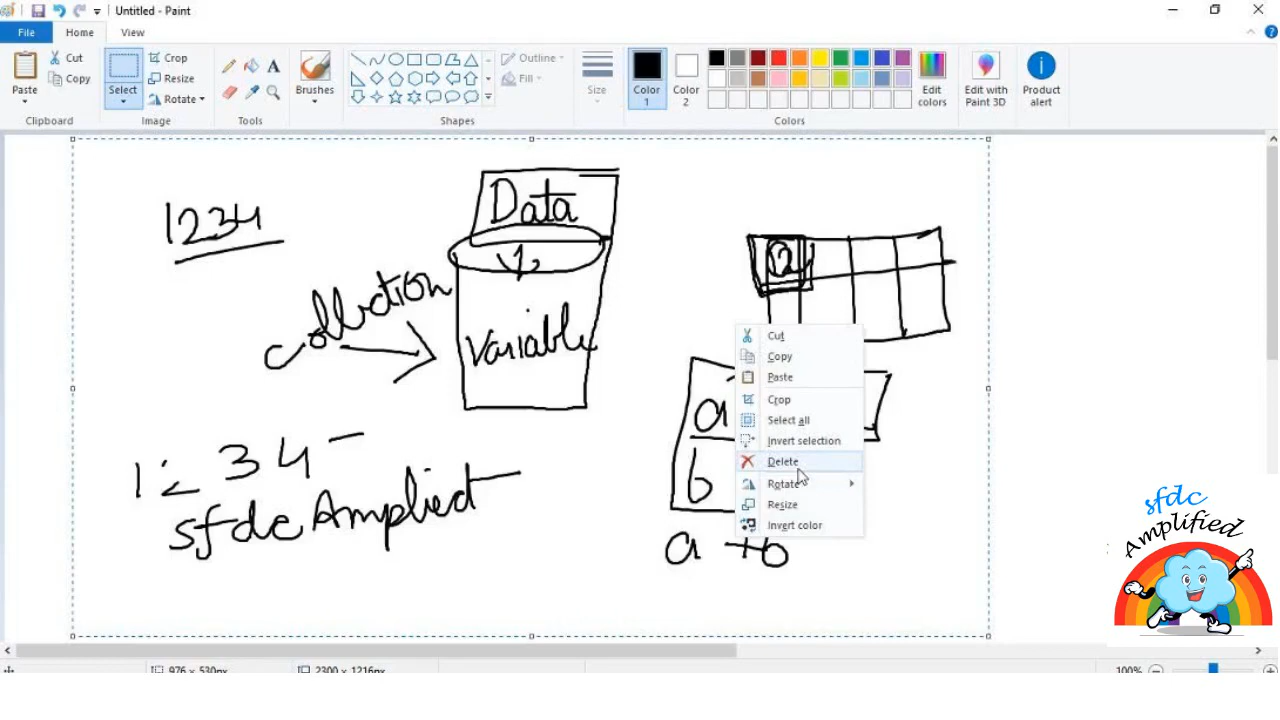 Untitled - Paint
File
Home
View
Paste
Cut
Copy
Clipboard
Select
Crop
Resize
Rotate
Image
Tools
Brushes
Shapes
Outline
Fill
Size
Color 1
Color 2
Edit colors
Colors
Edit with Paint 3D
Product alert
1234
Data
Variable
Collection
a
b
a + b
Cut
Copy
Paste
Crop
Select all
Invert selection
Delete
Rotate
Resize
Invert color
1 2 3 4
sfdc Amplied
sfdc
Amplified
976 × 530px
2300 × 1216px
100%